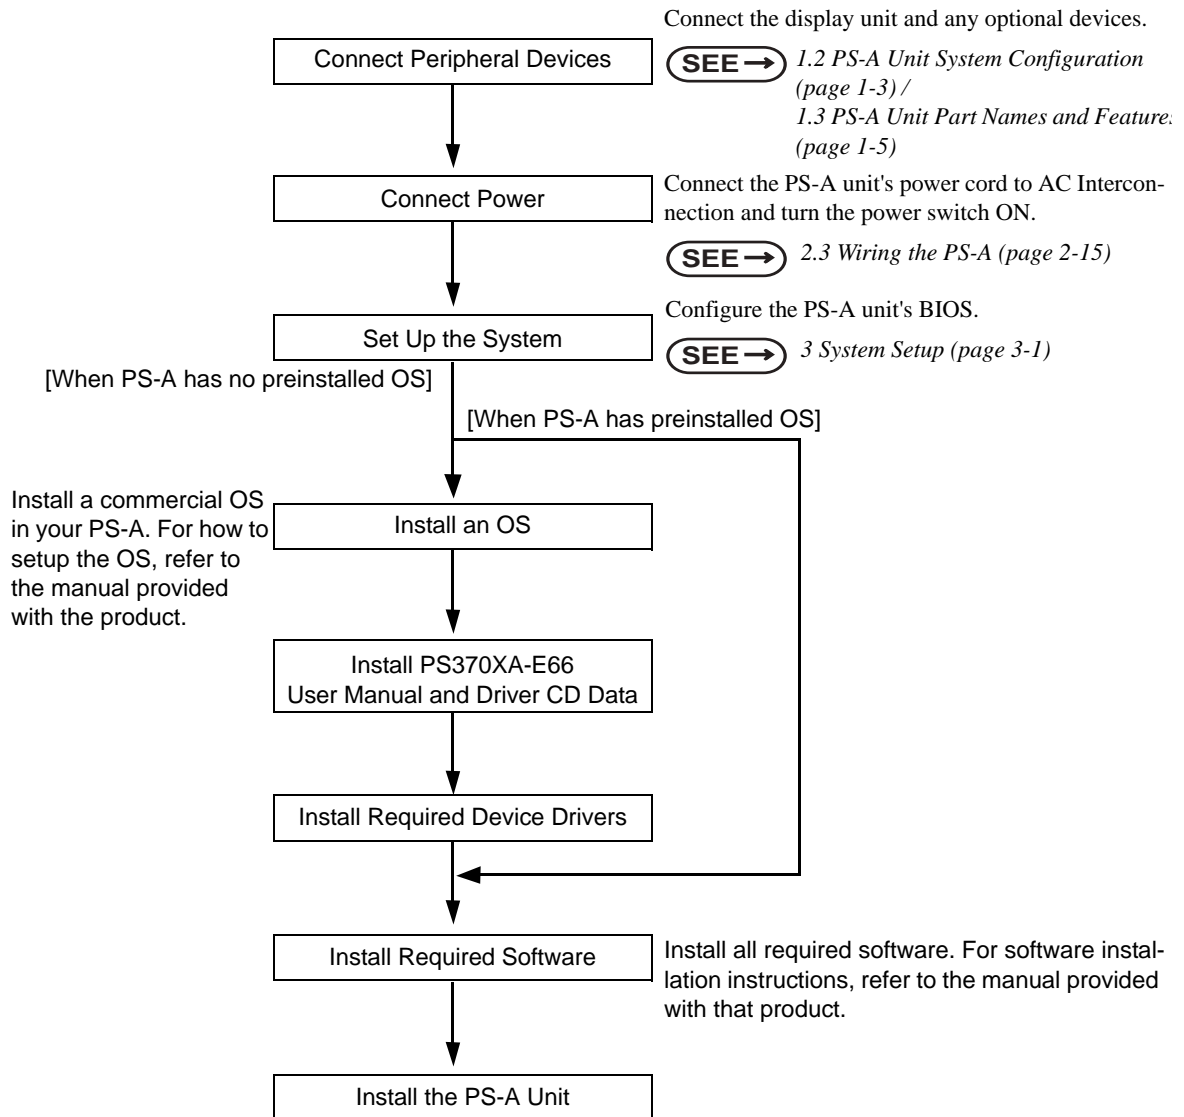 Connect the display unit and any optional devices.
Connect Peripheral Devices
SEE→
1.2 PS-A Unit System Configuration
(page 1-3) /
1.3 PS-A Unit Part Names and Features
(page 1-5)
Connect Power
Connect the PS-A unit's power cord to AC Intercon-
nection and turn the power switch ON.
SEE→ 2.3 Wiring the PS-A (page 2-15)
Set Up the System
Configure the PS-A unit's BIOS.
SEE→ 3 System Setup (page 3-1)
[When PS-A has no preinstalled OS]
[When PS-A has preinstalled OS]
Install a commercial OS
in your PS-A. For how to
setup the OS, refer to
the manual provided
with the product.
Install an OS
Install PS370XA-E66
User Manual and Driver CD Data
Install Required Device Drivers
Install Required Software
Install all required software. For software instal-
lation instructions, refer to the manual provided
with that product.
Install the PS-A Unit